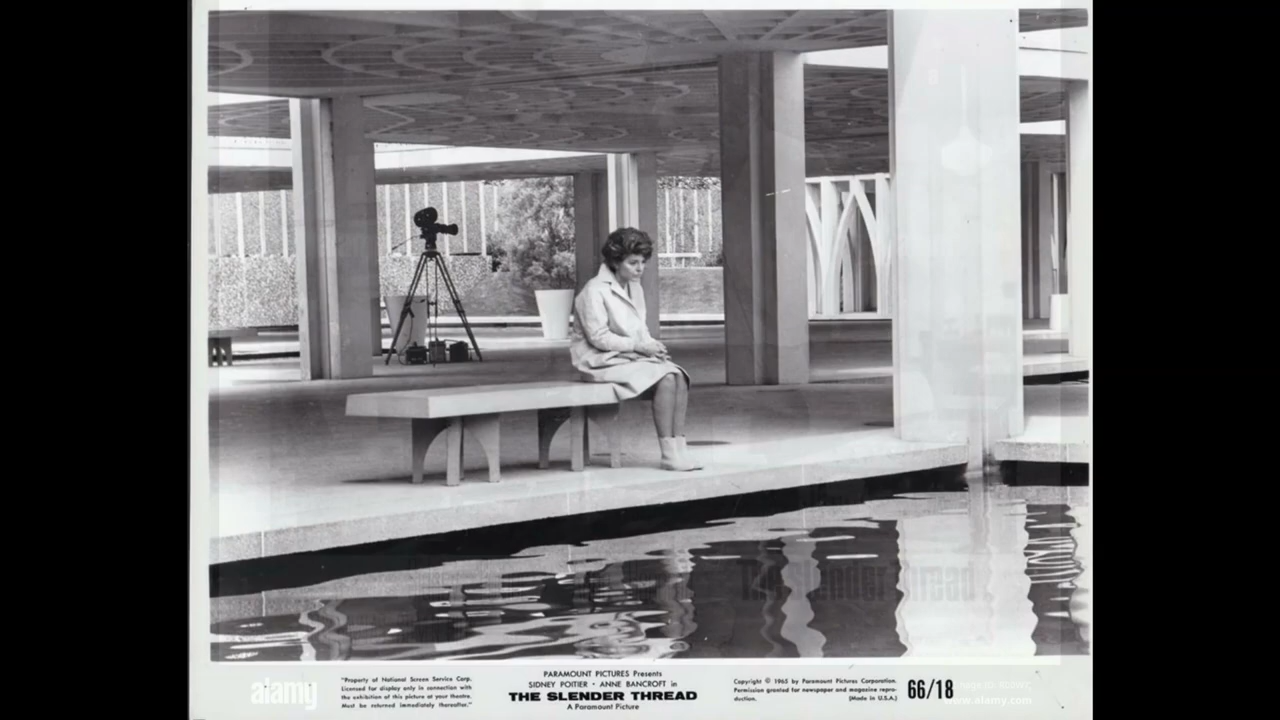 The Slender Thread
"Property of National Screen Service Corp.
Licensed for display only in connection with
the exhibition of this picture at your theatre.
Must be returned immediately thereafter."
PARAMOUNT PICTURES Presents
SIDNEY POITIER • ANNE BANCROFT in
THE SLENDER THREAD
A Paramount Picture
Copyright © 1965 by Paramount Pictures Corporation.
Permission granted for newspaper and magazine repro-
duction. (Made in U.S.A.)
66/18
alamy
www.alamy.com